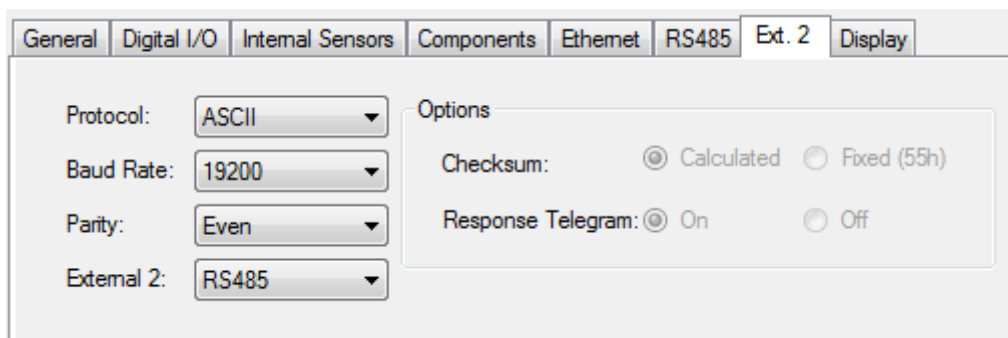 General Digital I/O Internal Sensors Components Ethernet RS485 Ext. 2 Display
Protocol: ASCII
Baud Rate: 19200
Parity: Even
External 2: RS485
Options
Checksum: Calculated Fixed (55h)
Response Telegram: On Off